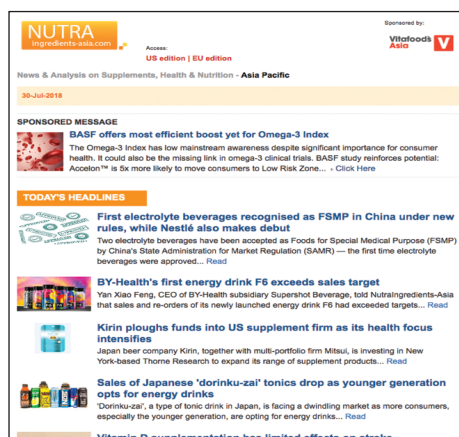 NUTRA
ingredients-asia.com
Sponsored by:
Vitafoods
Asia
Access:
US edition | EU edition
News & Analysis on Supplements, Health & Nutrition - Asia Pacific
30-Jul-2018
SPONSORED MESSAGE
BASF offers most efficient boost yet for Omega-3 Index
The Omega-3 Index has low mainstream awareness despite significant importance for consumer
health. It could also be the missing link in omega-3 clinical trials. BASF study reinforces potential:
Accelon™ is 5x more likely to move consumers to Low Risk Zone... › Click Here
TODAY'S HEADLINES
First electrolyte beverages recognised as FSMP in China under new
rules, while Nestlé also makes debut
Two electrolyte beverages have been accepted as Foods for Special Medical Purpose (FSMP)
by China's State Administration for Market Regulation (SAMR) — the first time electrolyte
beverages were approved... Read
BY-Health's first energy drink F6 exceeds sales target
Yan Xiao Feng, CEO of BY-Health subsidiary Supershot Beverage, told NutraIngredients-Asia
that sales and re-orders of its newly launched energy drink F6 had exceeded targets... Read
Kirin ploughs funds into US supplement firm as its health focus
intensifies
Japan beer company Kirin, together with multi-portfolio firm Mitsui, is investing in New
York-based Thorne Research to expand its range of supplement products... Read
Sales of Japanese 'dorinku-zai' tonics drop as younger generation
opts for energy drinks
'Dorinku-zai', a type of tonic drink in Japan, is facing a dwindling market as more consumers,
especially the younger generation, are opting for energy drinks... Read
Vitamin D supplementation has limited effects on stroke